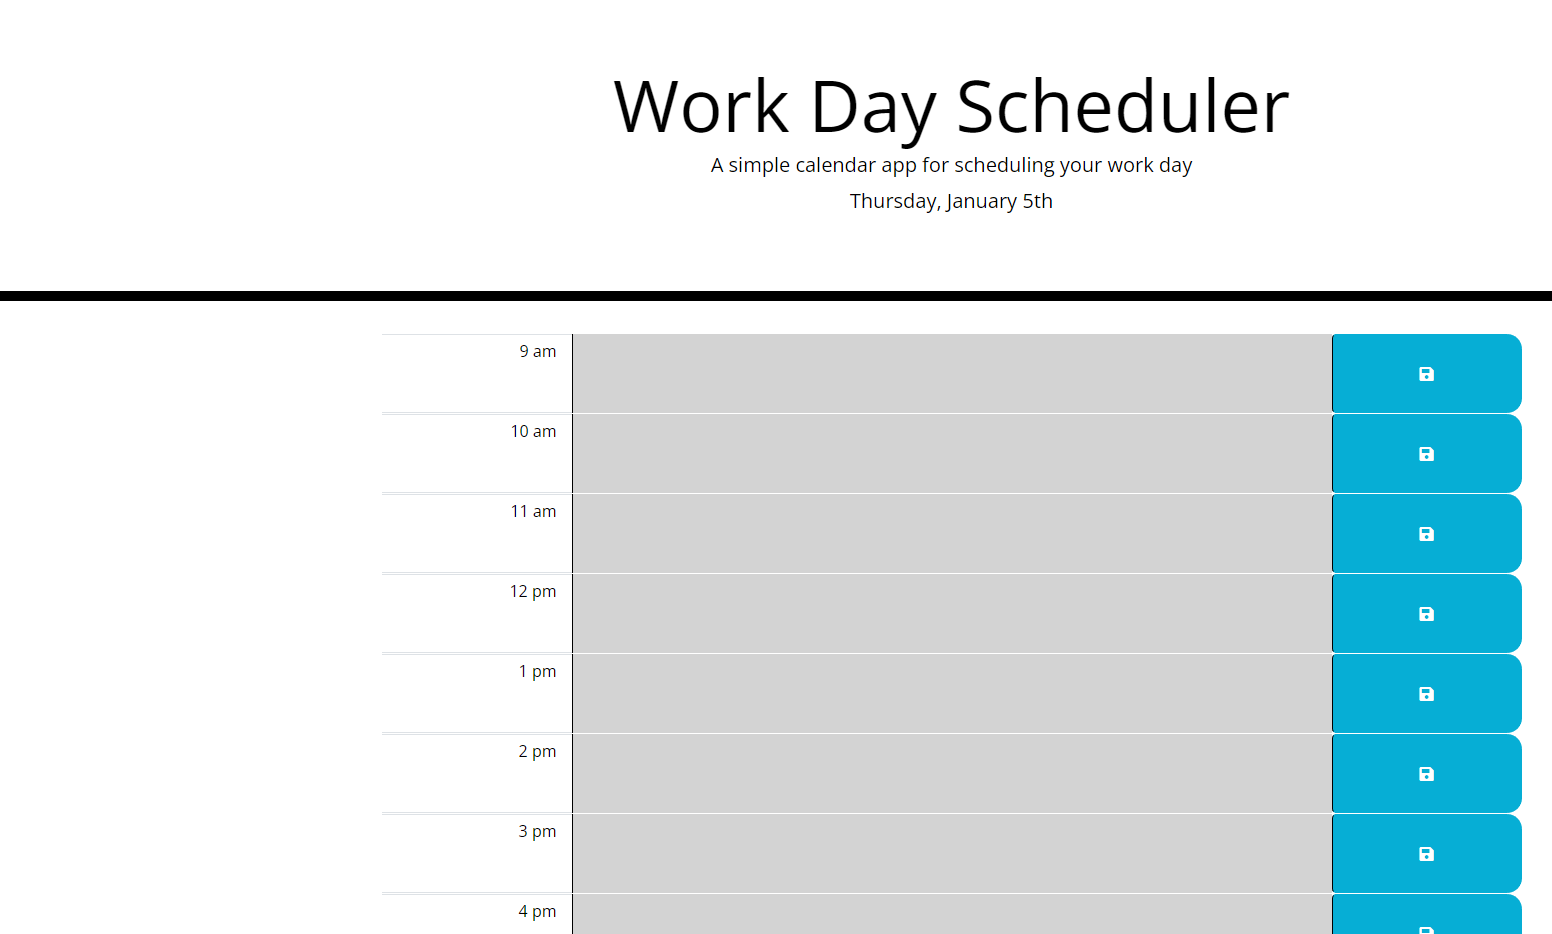 Work Day Scheduler
A simple calendar app for scheduling your work day
Thursday, January 5th
9 am
10 am
11 am
12 pm
1 pm
2 pm
3 pm
4 pm